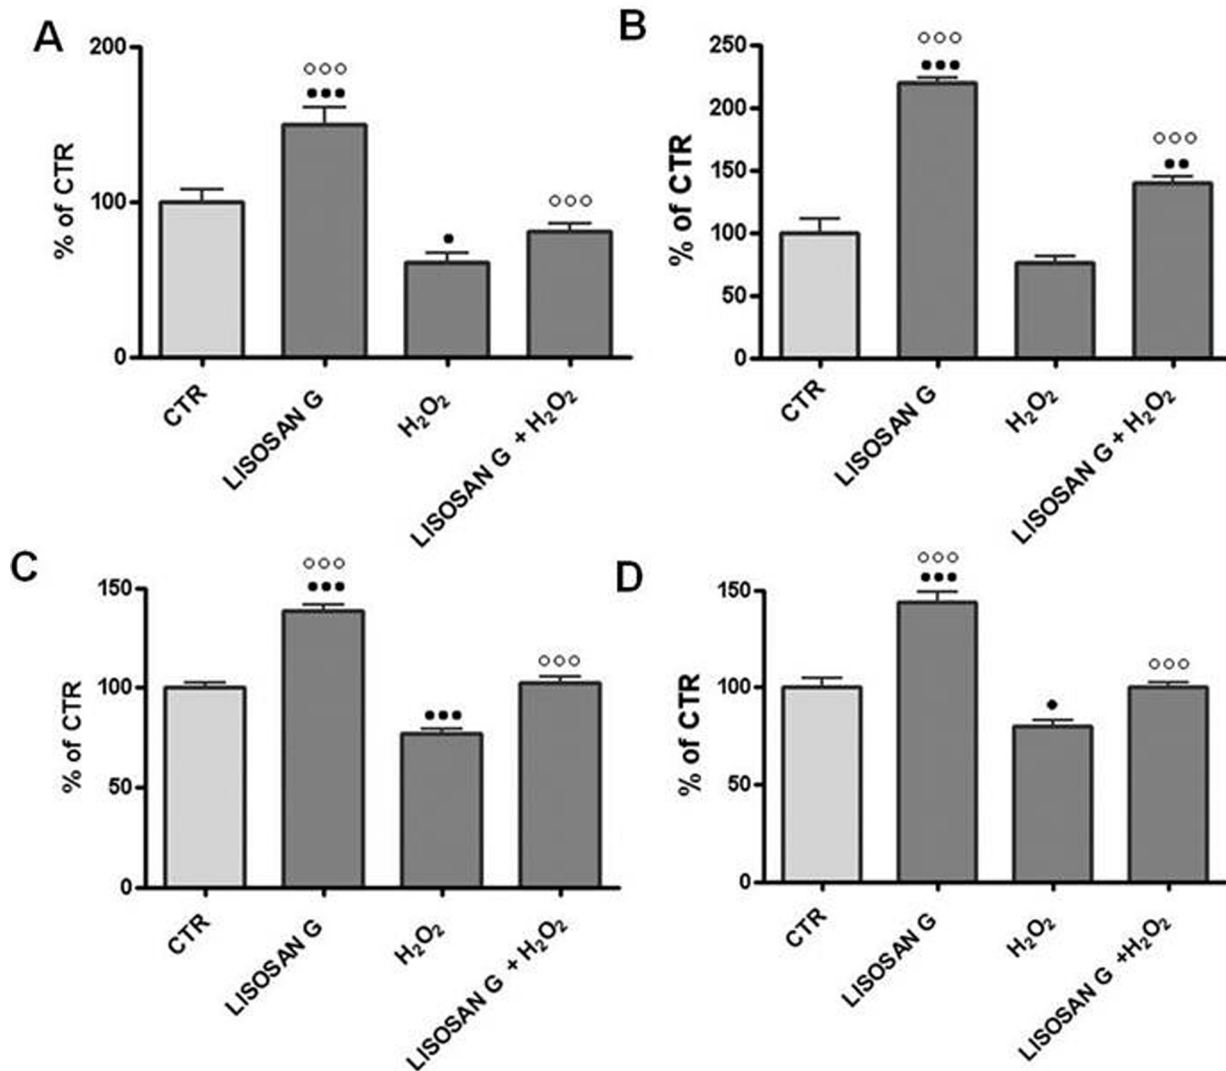 A
% of CTR
200
100
0
○○○
●●●
●
○○○
CTR
LISOSAN G
H₂O₂
LISOSAN G + H₂O₂
B
% of CTR
250
200
150
100
50
0
○○○
●●●
○○○
●●
CTR
LISOSAN G
H₂O₂
LISOSAN G + H₂O₂
C
% of CTR
150
100
50
0
○○○
●●●
●●●
○○○
CTR
LISOSAN G
H₂O₂
LISOSAN G + H₂O₂
D
% of CTR
150
100
50
0
○○○
●●●
●
○○○
CTR
LISOSAN G
H₂O₂
LISOSAN G +H₂O₂